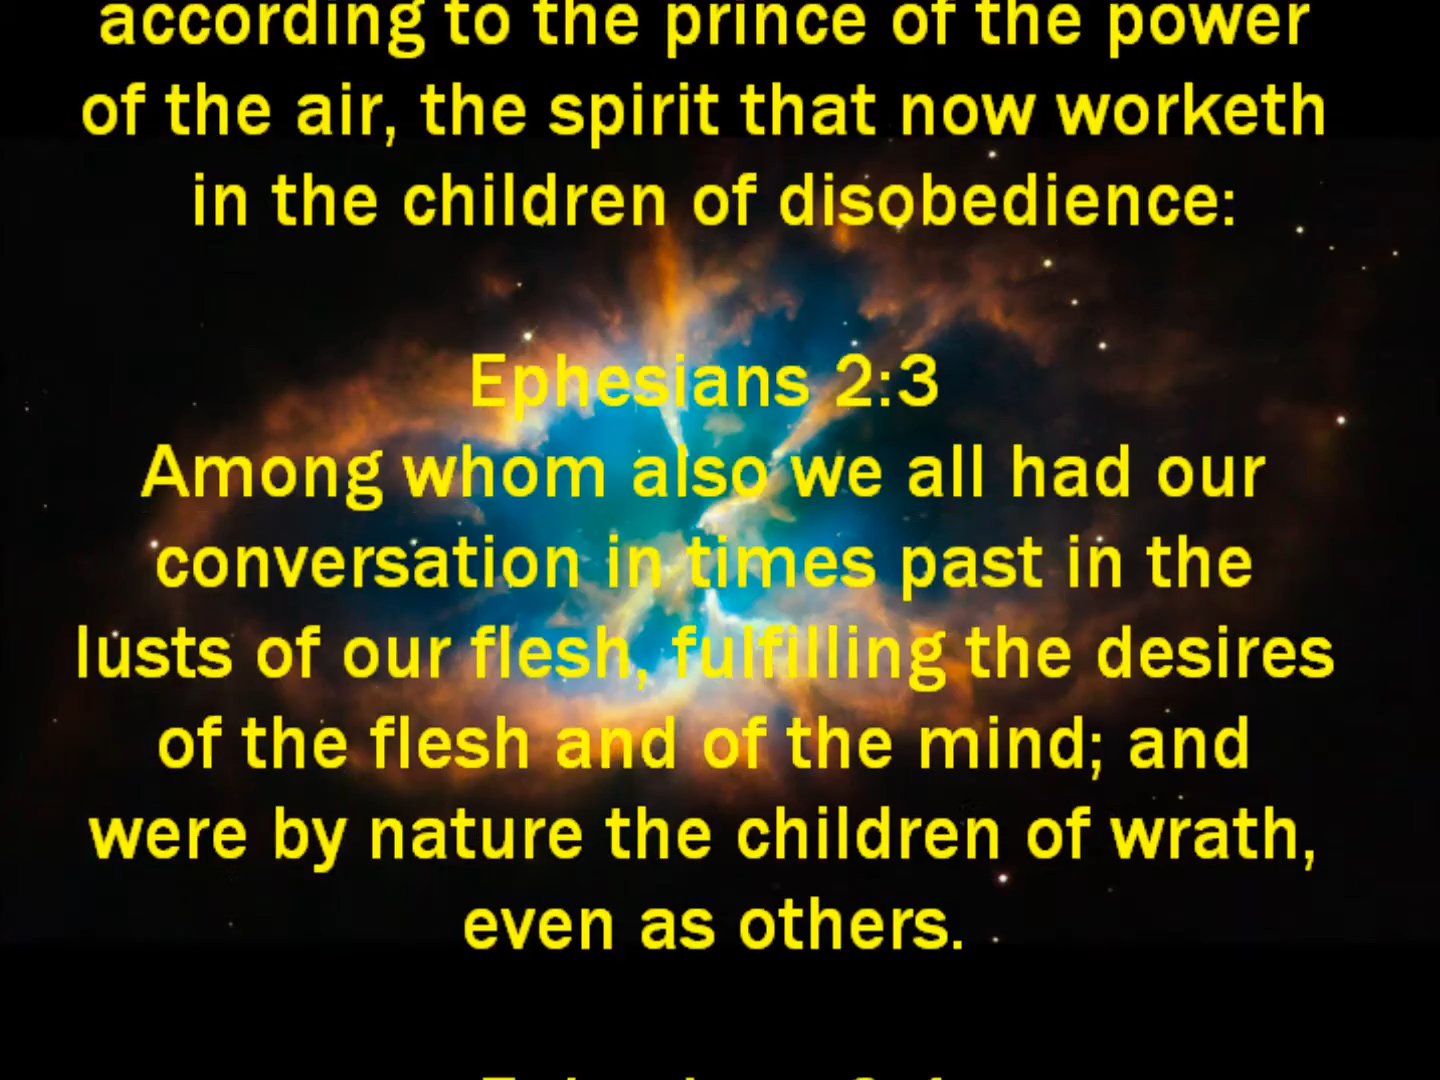 according to the prince of the power
of the air, the spirit that now worketh
in the children of disobedience:
Ephesians 2:3
Among whom also we all had our
conversation in times past in the
lusts of our flesh, fulfilling the desires
of the flesh and of the mind; and
were by nature the children of wrath,
even as others.